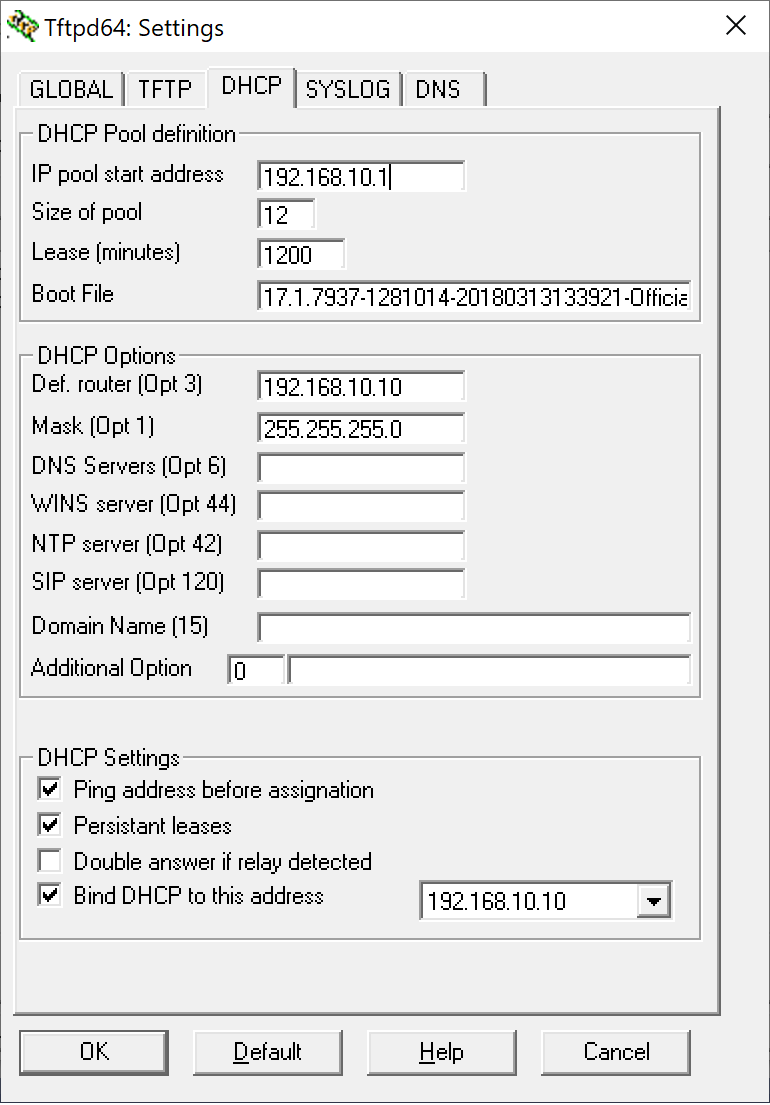 Tftpd64: Settings
GLOBAL TFTP DHCP SYSLOG DNS
DHCP Pool definition
IP pool start address 192.168.10.1
Size of pool 12
Lease (minutes) 1200
Boot File 17.1.7937-1281014-20180313133921-Officia
DHCP Options
Def. router (Opt 3) 192.168.10.10
Mask (Opt 1) 255.255.255.0
DNS Servers (Opt 6)
WINS server (Opt 44)
NTP server (Opt 42)
SIP server (Opt 120)
Domain Name (15)
Additional Option 0
DHCP Settings
Ping address before assignation
Persistant leases
Double answer if relay detected
Bind DHCP to this address 192.168.10.10
OK Default Help Cancel